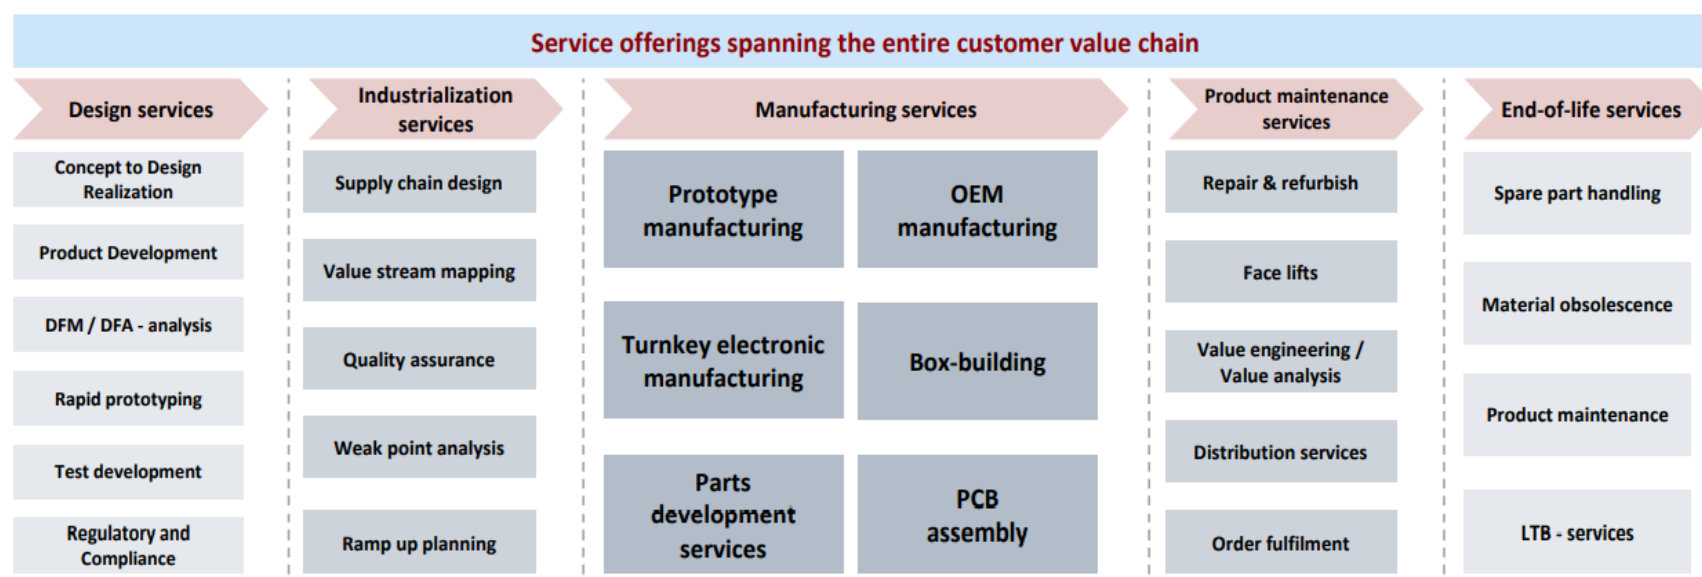 Service offerings spanning the entire customer value chain
Design services
Concept to Design
Realization
Product Development
DFM / DFA - analysis
Rapid prototyping
Test development
Regulatory and
Compliance
Industrialization
services
Supply chain design
Value stream mapping
Quality assurance
Weak point analysis
Ramp up planning
Manufacturing services
Prototype
manufacturing
OEM
manufacturing
Turnkey electronic
manufacturing
Box-building
Parts
development
services
PCB
assembly
Product maintenance
services
Repair & refurbish
Face lifts
Value engineering /
Value analysis
Distribution services
Order fulfilment
End-of-life services
Spare part handling
Material obsolescence
Product maintenance
LTB - services